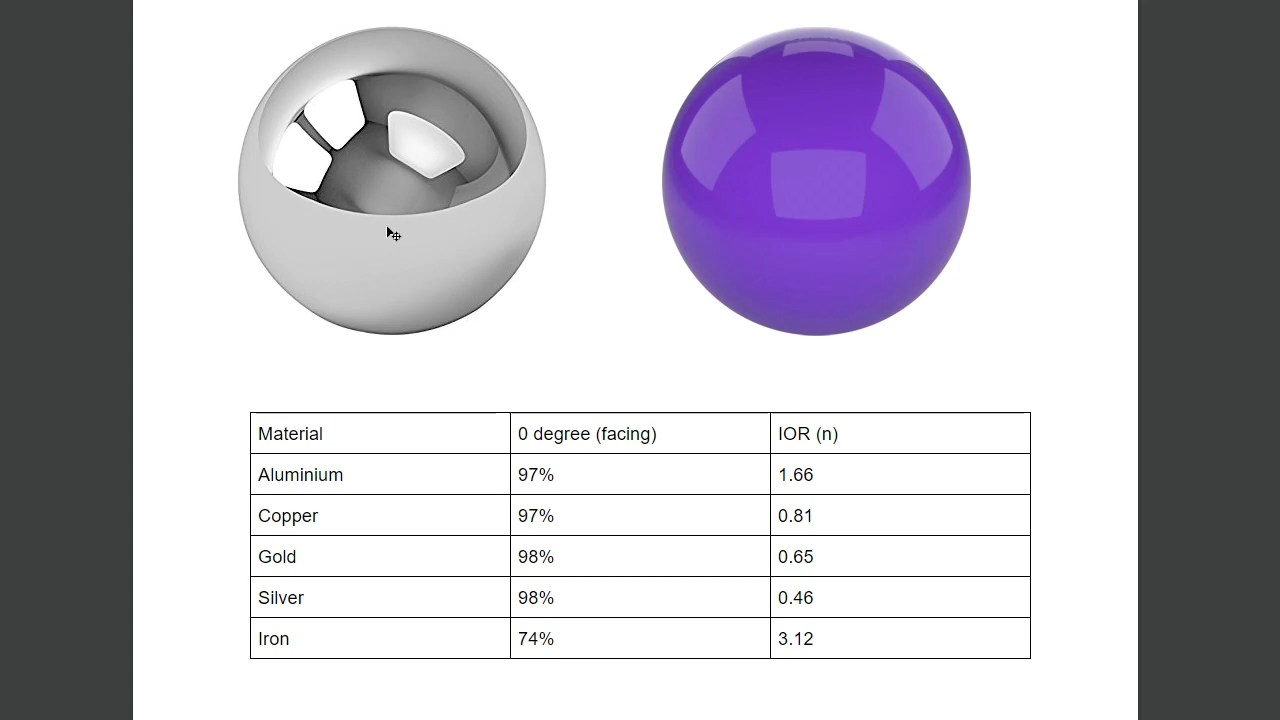 Material 0 degree (facing) IOR (n)
Aluminium 97% 1.66
Copper 97% 0.81
Gold 98% 0.65
Silver 98% 0.46
Iron 74% 3.12